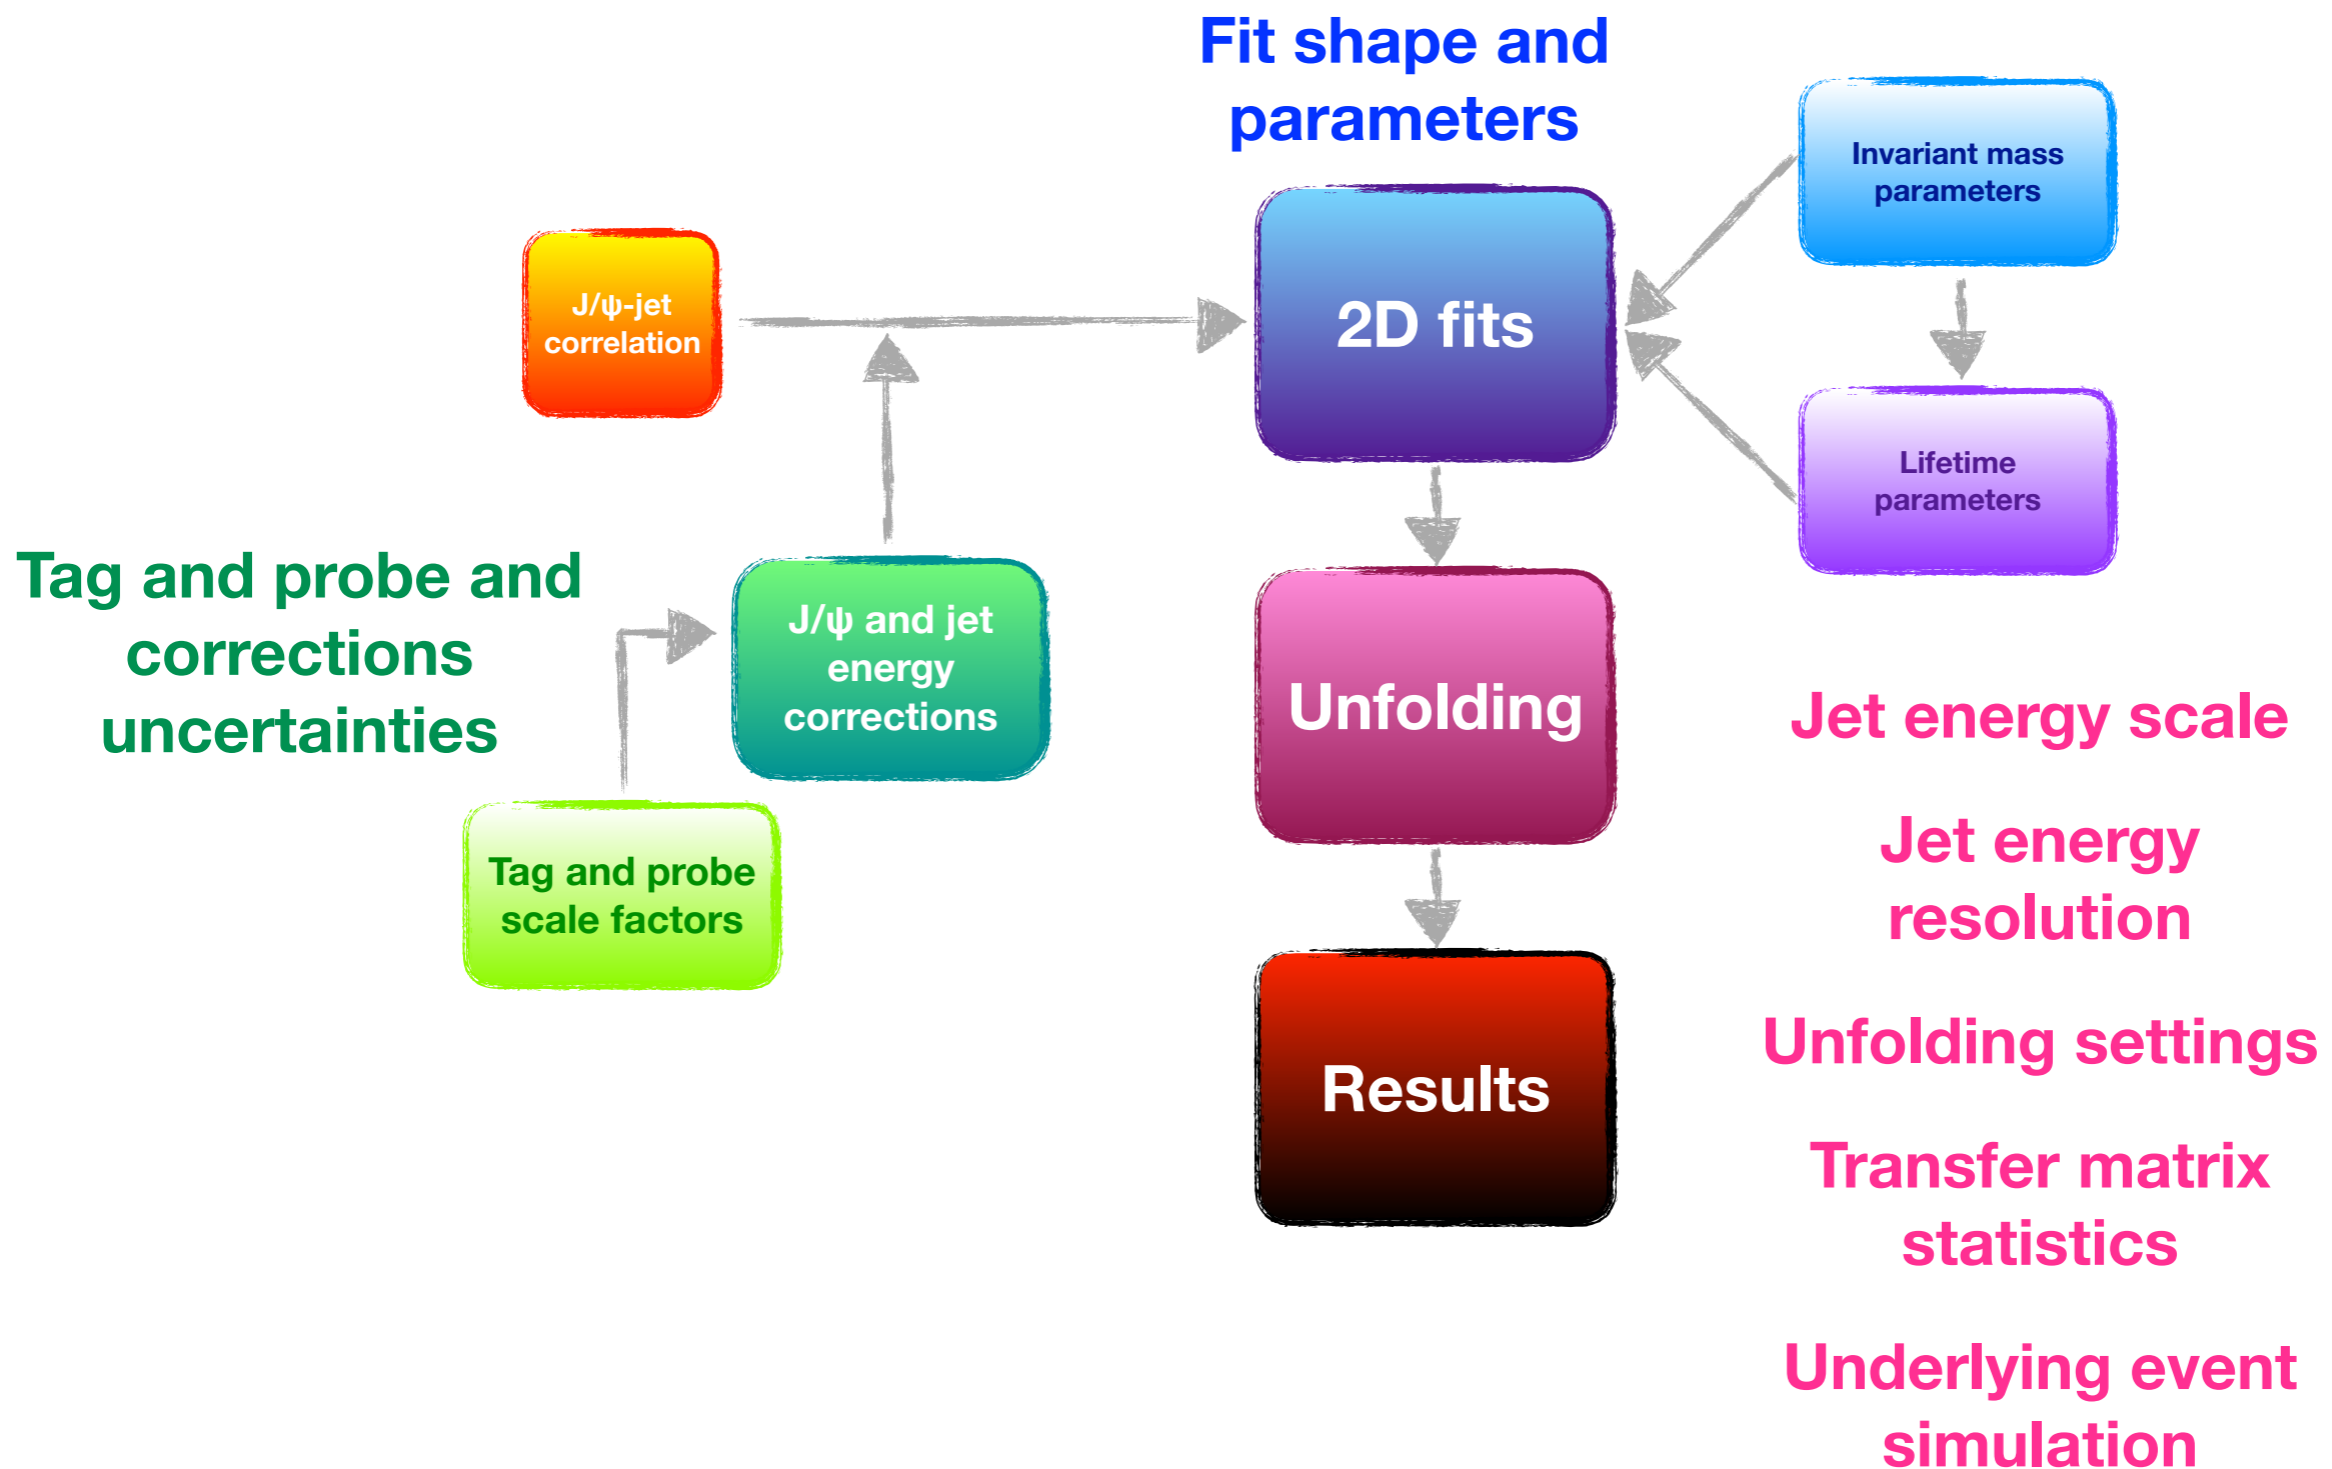 Fit shape and
parameters
Invariant mass
parameters
J/ψ-jet
correlation
2D fits
Lifetime
parameters
Tag and probe and
corrections
uncertainties
J/ψ and jet
energy
corrections
Unfolding
Tag and probe
scale factors
Results
Jet energy scale
Jet energy
resolution
Unfolding settings
Transfer matrix
statistics
Underlying event
simulation